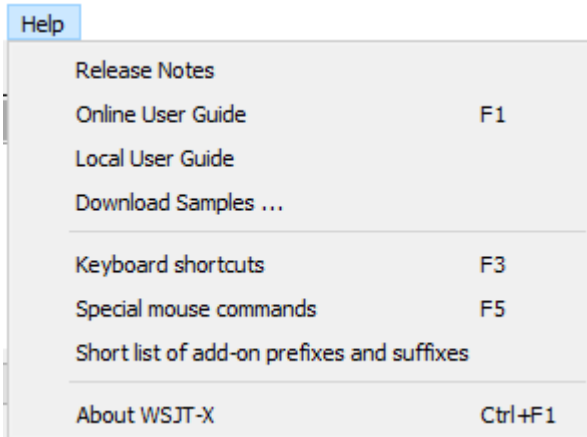 Help
Release Notes
Online User Guide F1
Local User Guide
Download Samples ...
Keyboard shortcuts F3
Special mouse commands F5
Short list of add-on prefixes and suffixes
About WSJT-X Ctrl+F1